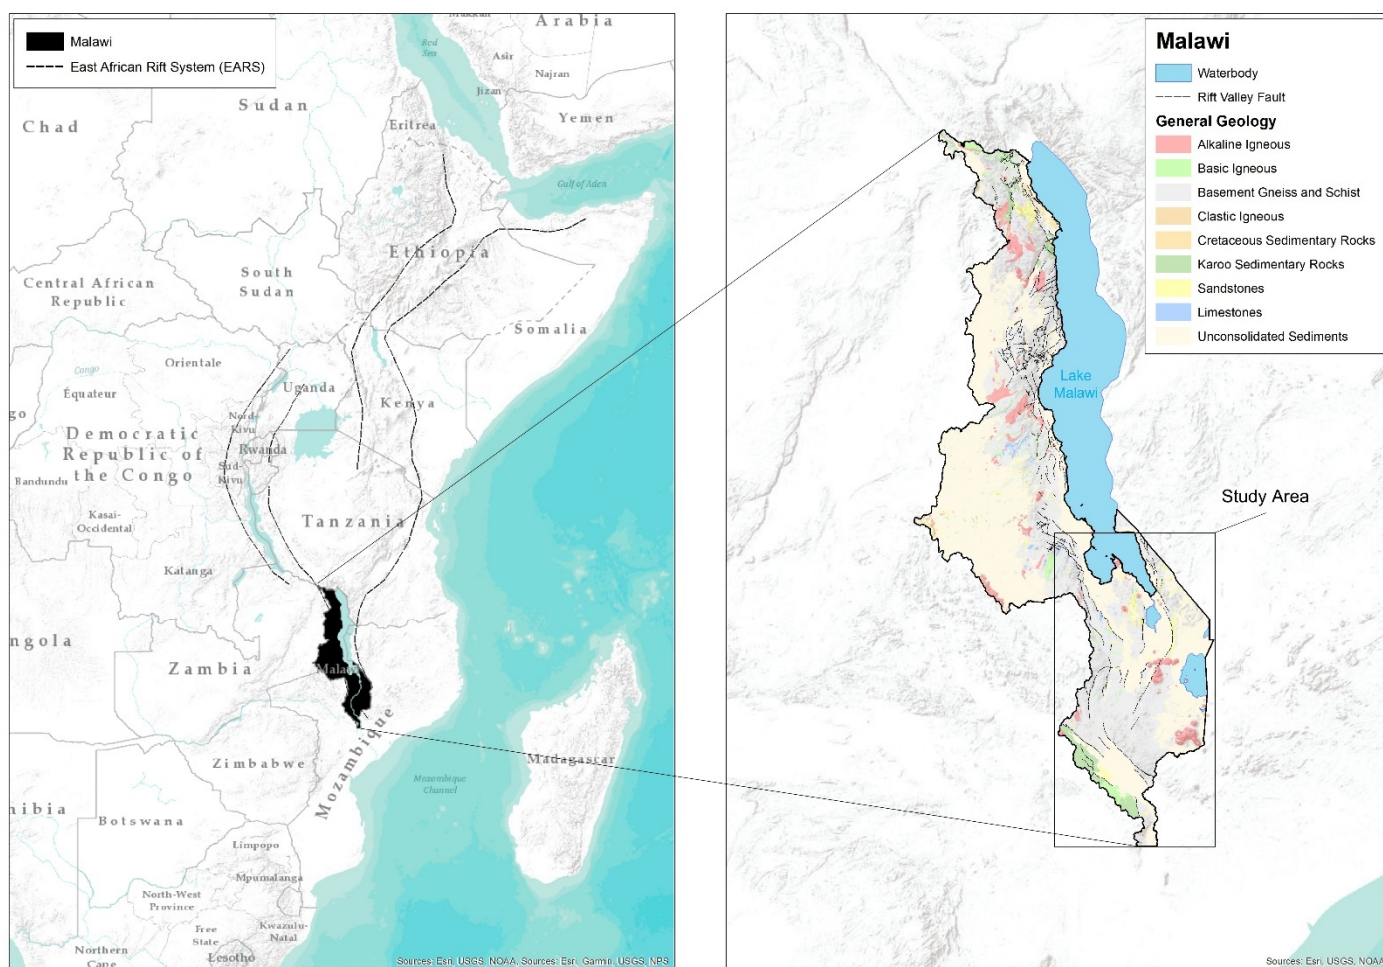 Malawi
East African Rift System (EARS)
Arabia
Makkah
Red
Sea
Asir
Najran
Jizan
Sudan
Chad
Eritrea
Yemen
Gulf of Aden
Ethiopia
South
Sudan
Central African
Republic
Somalia
Orientale
Congo
Uganda
Équateur
Kenya
go
Nord-
Kivu
Democratic
Republic of
the Congo
Rwanda
Sud-
Kivu
Bandundu
Kasai-
Occidental
Tanzania
Katanga
ngola
Zambia
Malawi
Mozambique
Zimbabwe
Madagascar
Mozambique
Channel
nibia
Botswana
Limpopo
Mpumalanga
North-West
Province
Free
State
Kwazulu-
Natal
Lesotho
Northern
Cape
Sources: Esri, USGS, NOAA, Sources: Esri, Garmin, USGS, NPS
Malawi
Waterbody
Rift Valley Fault
General Geology
Alkaline Igneous
Basic Igneous
Basement Gneiss and Schist
Clastic Igneous
Cretaceous Sedimentary Rocks
Karoo Sedimentary Rocks
Sandstones
Limestones
Unconsolidated Sediments
Lake
Malawi
Study Area
Sources: Esri, USGS, NOAA